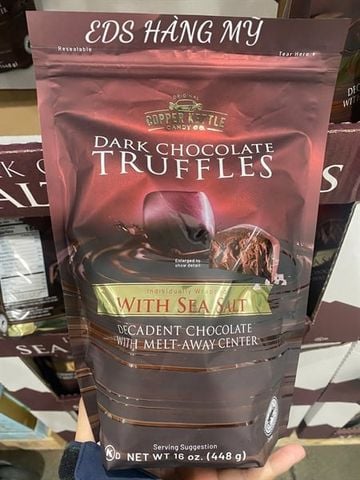 EDS HÀNG MỸ
Resealable
Tear Here
ORIGINAL
COPPER KETTLE
CANDY CO.
DARK CHOCOLATE
TRUFFLES
Enlarged to
show detail
Individually Wrapped
WITH SEA SALT
DECADENT CHOCOLATE
WITH MELT-AWAY CENTER
Serving Suggestion
K D NET WT 16 oz. (448 g)
SEA